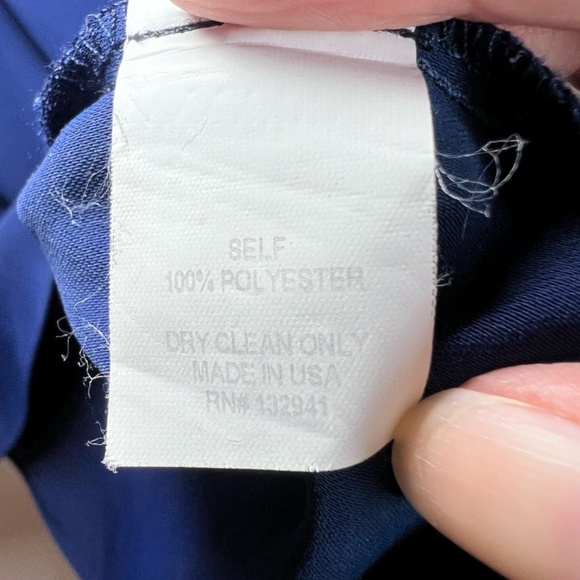 SELF
100% POLYESTER
DRY CLEAN ONLY
MADE IN USA
RN# 132941